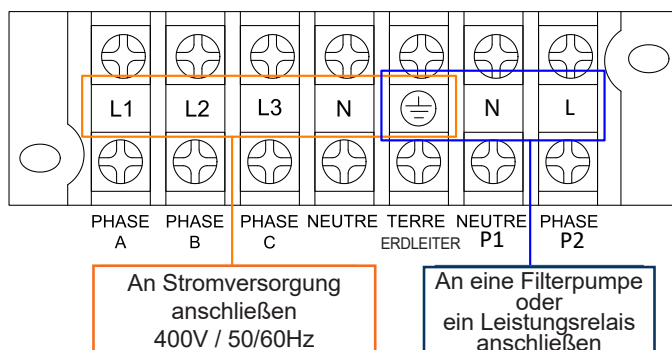 L1 L2 L3 N N L
PHASE PHASE PHASE NEUTRE TERRE NEUTRE PHASE
A B C ERDLEITER P1 P2
An Stromversorgung
anschließen
400V / 50/60Hz
An eine Filterpumpe
oder
ein Leistungsrelais
anschließen